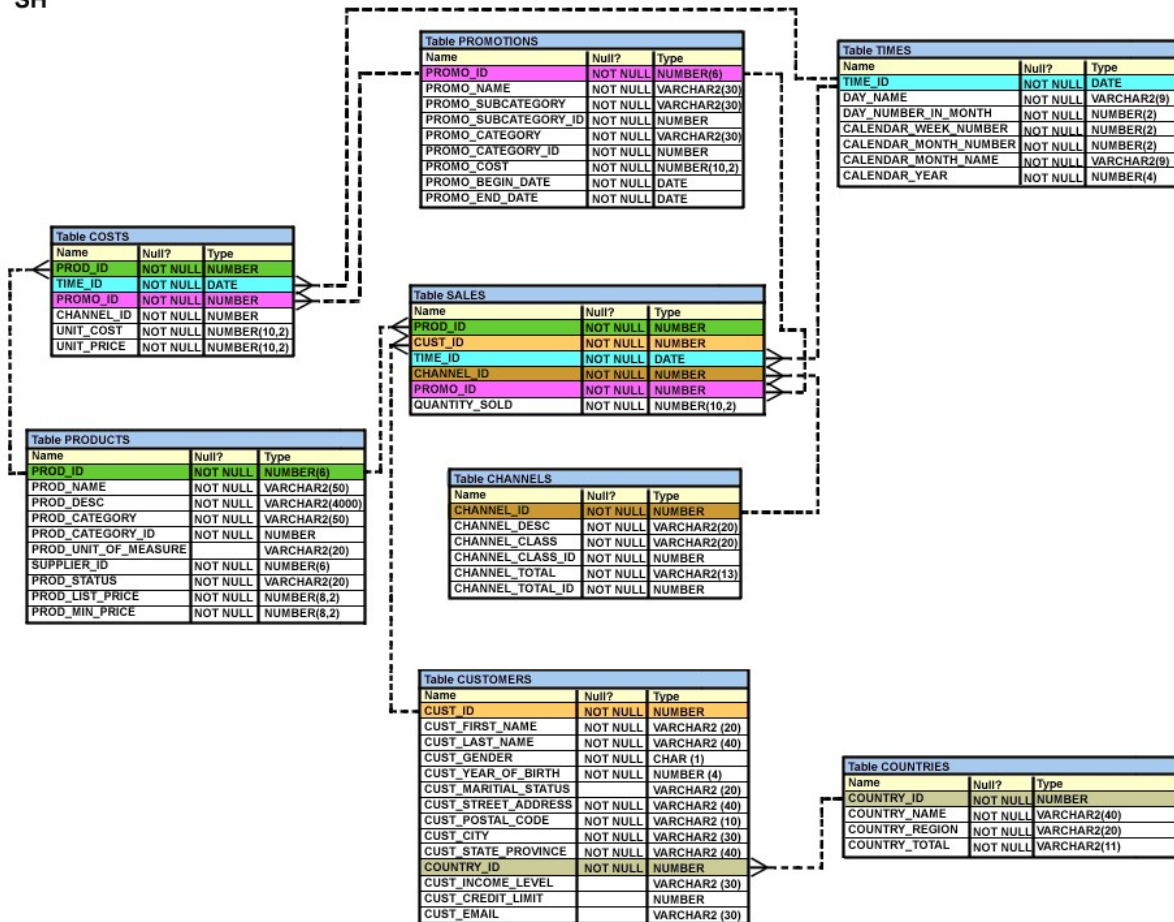 SH
Table PROMOTIONS
Name Null? Type
PROMO_ID NOT NULL NUMBER(6)
PROMO_NAME NOT NULL VARCHAR2(30)
PROMO_SUBCATEGORY NOT NULL VARCHAR2(30)
PROMO_SUBCATEGORY_ID NOT NULL NUMBER
PROMO_CATEGORY NOT NULL VARCHAR2(30)
PROMO_CATEGORY_ID NOT NULL NUMBER
PROMO_COST NOT NULL NUMBER(10,2)
PROMO_BEGIN_DATE NOT NULL DATE
PROMO_END_DATE NOT NULL DATE
Table TIMES
Name Null? Type
TIME_ID NOT NULL DATE
DAY_NAME NOT NULL VARCHAR2(9)
DAY_NUMBER_IN_MONTH NOT NULL NUMBER(2)
CALENDAR_WEEK_NUMBER NOT NULL NUMBER(2)
CALENDAR_MONTH_NUMBER NOT NULL NUMBER(2)
CALENDAR_MONTH_NAME NOT NULL VARCHAR2(9)
CALENDAR_YEAR NOT NULL NUMBER(4)
Table COSTS
Name Null? Type
PROD_ID NOT NULL NUMBER
TIME_ID NOT NULL DATE
PROMO_ID NOT NULL NUMBER
CHANNEL_ID NOT NULL NUMBER
UNIT_COST NOT NULL NUMBER(10,2)
UNIT_PRICE NOT NULL NUMBER(10,2)
Table SALES
Name Null? Type
PROD_ID NOT NULL NUMBER
CUST_ID NOT NULL NUMBER
TIME_ID NOT NULL DATE
CHANNEL_ID NOT NULL NUMBER
PROMO_ID NOT NULL NUMBER
QUANTITY_SOLD NOT NULL NUMBER(10,2)
Table PRODUCTS
Name Null? Type
PROD_ID NOT NULL NUMBER(6)
PROD_NAME NOT NULL VARCHAR2(50)
PROD_DESC NOT NULL VARCHAR2(4000)
PROD_CATEGORY NOT NULL VARCHAR2(50)
PROD_CATEGORY_ID NOT NULL NUMBER
PROD_UNIT_OF_MEASURE VARCHAR2(20)
SUPPLIER_ID NOT NULL NUMBER(6)
PROD_STATUS NOT NULL VARCHAR2(20)
PROD_LIST_PRICE NOT NULL NUMBER(8,2)
PROD_MIN_PRICE NOT NULL NUMBER(8,2)
Table CHANNELS
Name Null? Type
CHANNEL_ID NOT NULL NUMBER
CHANNEL_DESC NOT NULL VARCHAR2(20)
CHANNEL_CLASS NOT NULL VARCHAR2(20)
CHANNEL_CLASS_ID NOT NULL NUMBER
CHANNEL_TOTAL NOT NULL VARCHAR2(13)
CHANNEL_TOTAL_ID NOT NULL NUMBER
Table CUSTOMERS
Name Null? Type
CUST_ID NOT NULL NUMBER
CUST_FIRST_NAME NOT NULL VARCHAR2 (20)
CUST_LAST_NAME NOT NULL VARCHAR2 (40)
CUST_GENDER NOT NULL CHAR (1)
CUST_YEAR_OF_BIRTH NOT NULL NUMBER (4)
CUST_MARITIAL_STATUS VARCHAR2 (20)
CUST_STREET_ADDRESS NOT NULL VARCHAR2 (40)
CUST_POSTAL_CODE NOT NULL VARCHAR2 (10)
CUST_CITY NOT NULL VARCHAR2 (30)
CUST_STATE_PROVINCE NOT NULL VARCHAR2 (40)
COUNTRY_ID NOT NULL NUMBER
CUST_INCOME_LEVEL VARCHAR2 (30)
CUST_CREDIT_LIMIT NUMBER
CUST_EMAIL VARCHAR2 (30)
Table COUNTRIES
Name Null? Type
COUNTRY_ID NOT NULL NUMBER
COUNTRY_NAME NOT NULL VARCHAR2(40)
COUNTRY_REGION NOT NULL VARCHAR2(20)
COUNTRY_TOTAL NOT NULL VARCHAR2(11)